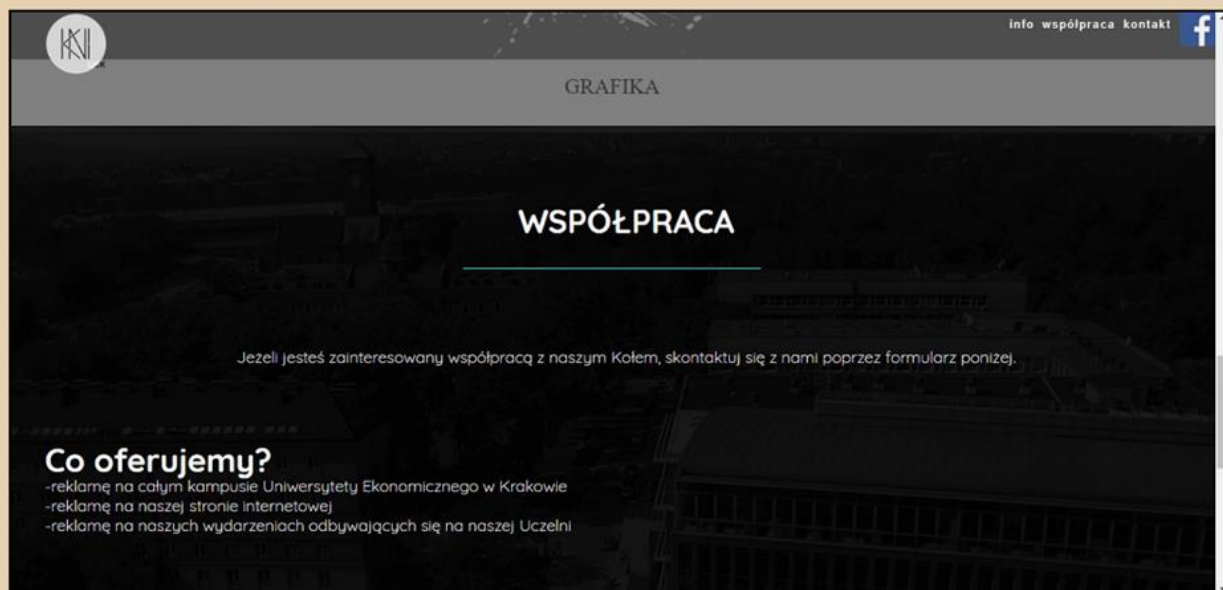 info współpraca kontakt
GRAFIKA
WSPÓŁPRACA
Jeżeli jesteś zainteresowany współpracą z naszym Kołem, skontaktuj się z nami poprzez formularz poniżej.
Co oferujemy?
-reklamę na całym kampusie Uniwersytety Ekonomicznego w Krakowie
-reklamę na naszej stronie internetowej
-reklamę na naszych wydarzeniach odbywających się na naszej Uczelni